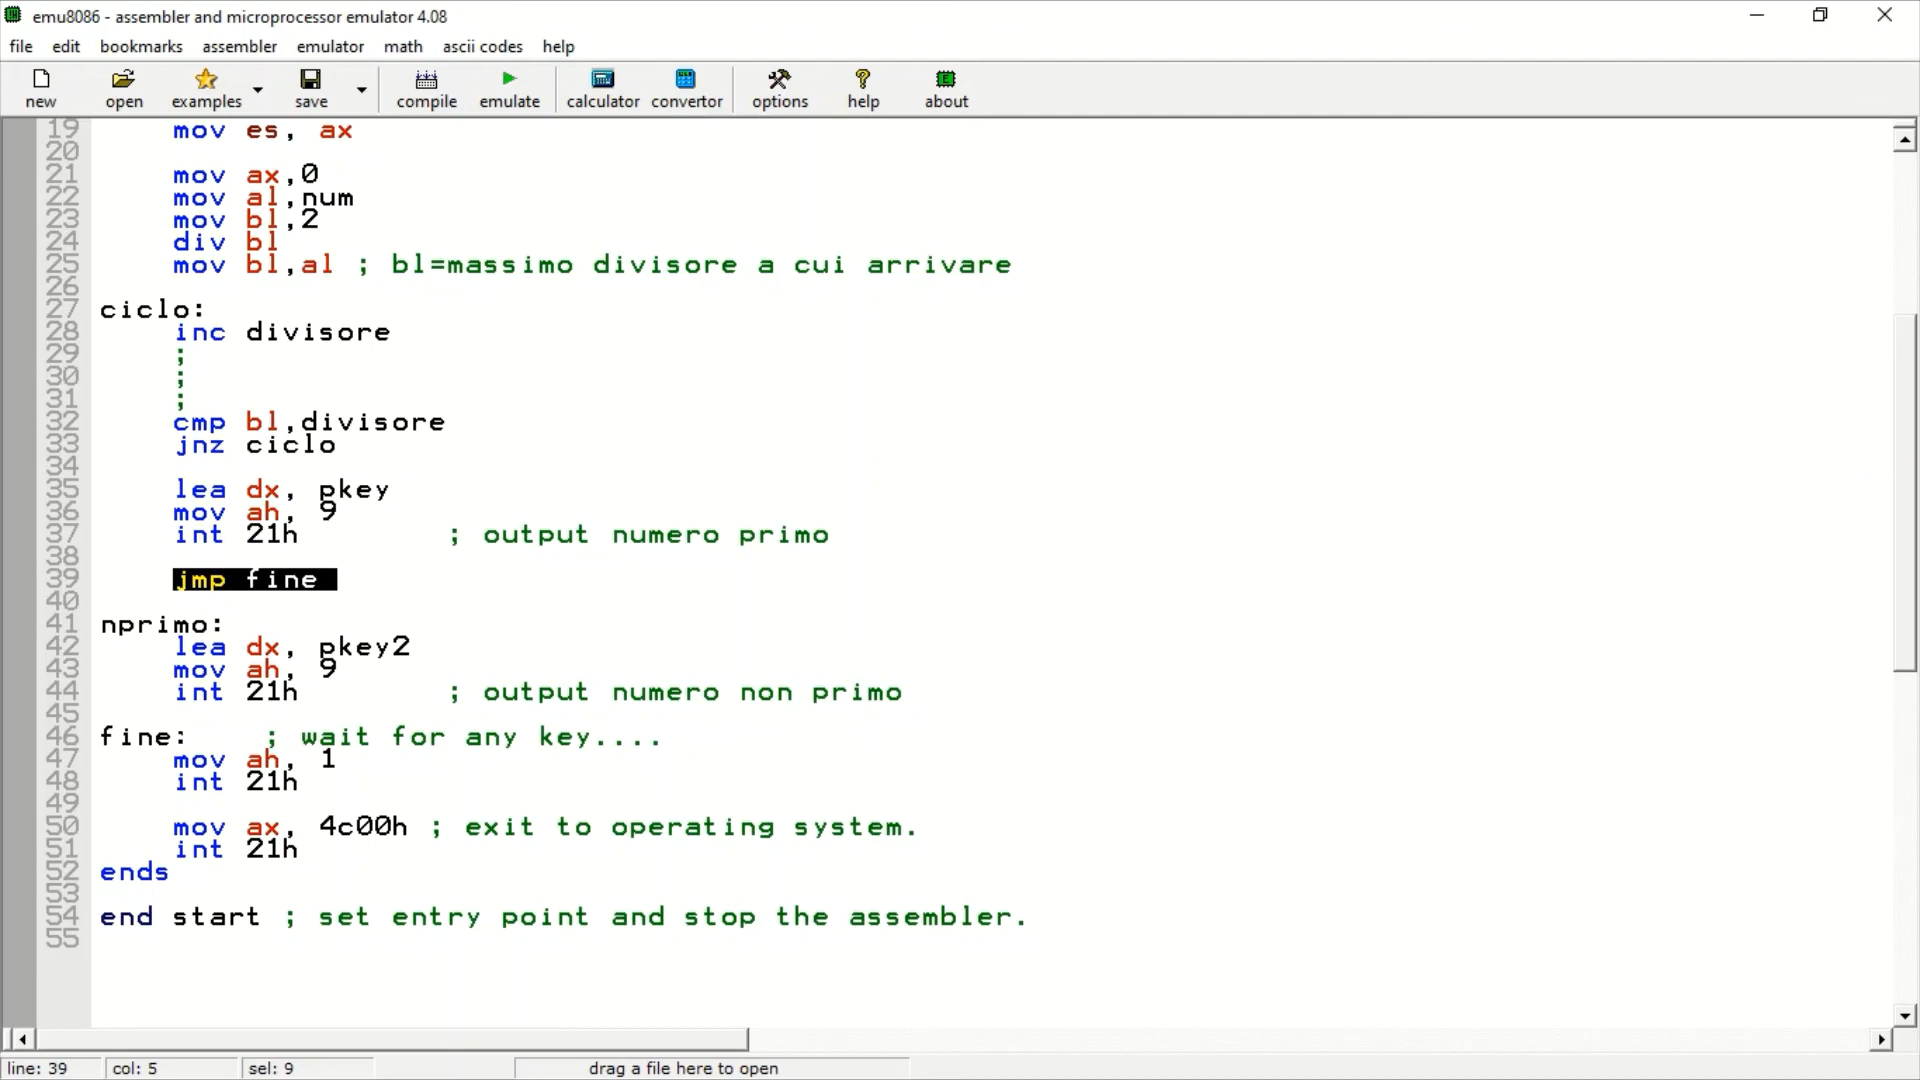 emu8086 - assembler and microprocessor emulator 4.08
file edit bookmarks assembler emulator math ascii codes help
new open examples save compile emulate calculator convertor options help about
19 mov es, ax
20
21 mov ax,0
22 mov al,num
23 mov bl,2
24 div bl
25 mov bl,al ; bl=massimo divisore a cui arrivare
26
27 ciclo:
28 inc divisore
29 ;
30 ;
31 ;
32 cmp bl,divisore
33 jnz ciclo
34
35 lea dx, pkey
36 mov ah, 9
37 int 21h ; output numero primo
38
39 jmp fine
40
41 nprimo:
42 lea dx, pkey2
43 mov ah, 9
44 int 21h ; output numero non primo
45
46 fine: ; wait for any key....
47 mov ah, 1
48 int 21h
49
50 mov ax, 4c00h ; exit to operating system.
51 int 21h
52 ends
53
54 end start ; set entry point and stop the assembler.
55
line: 39 col: 5 sel: 9 drag a file here to open